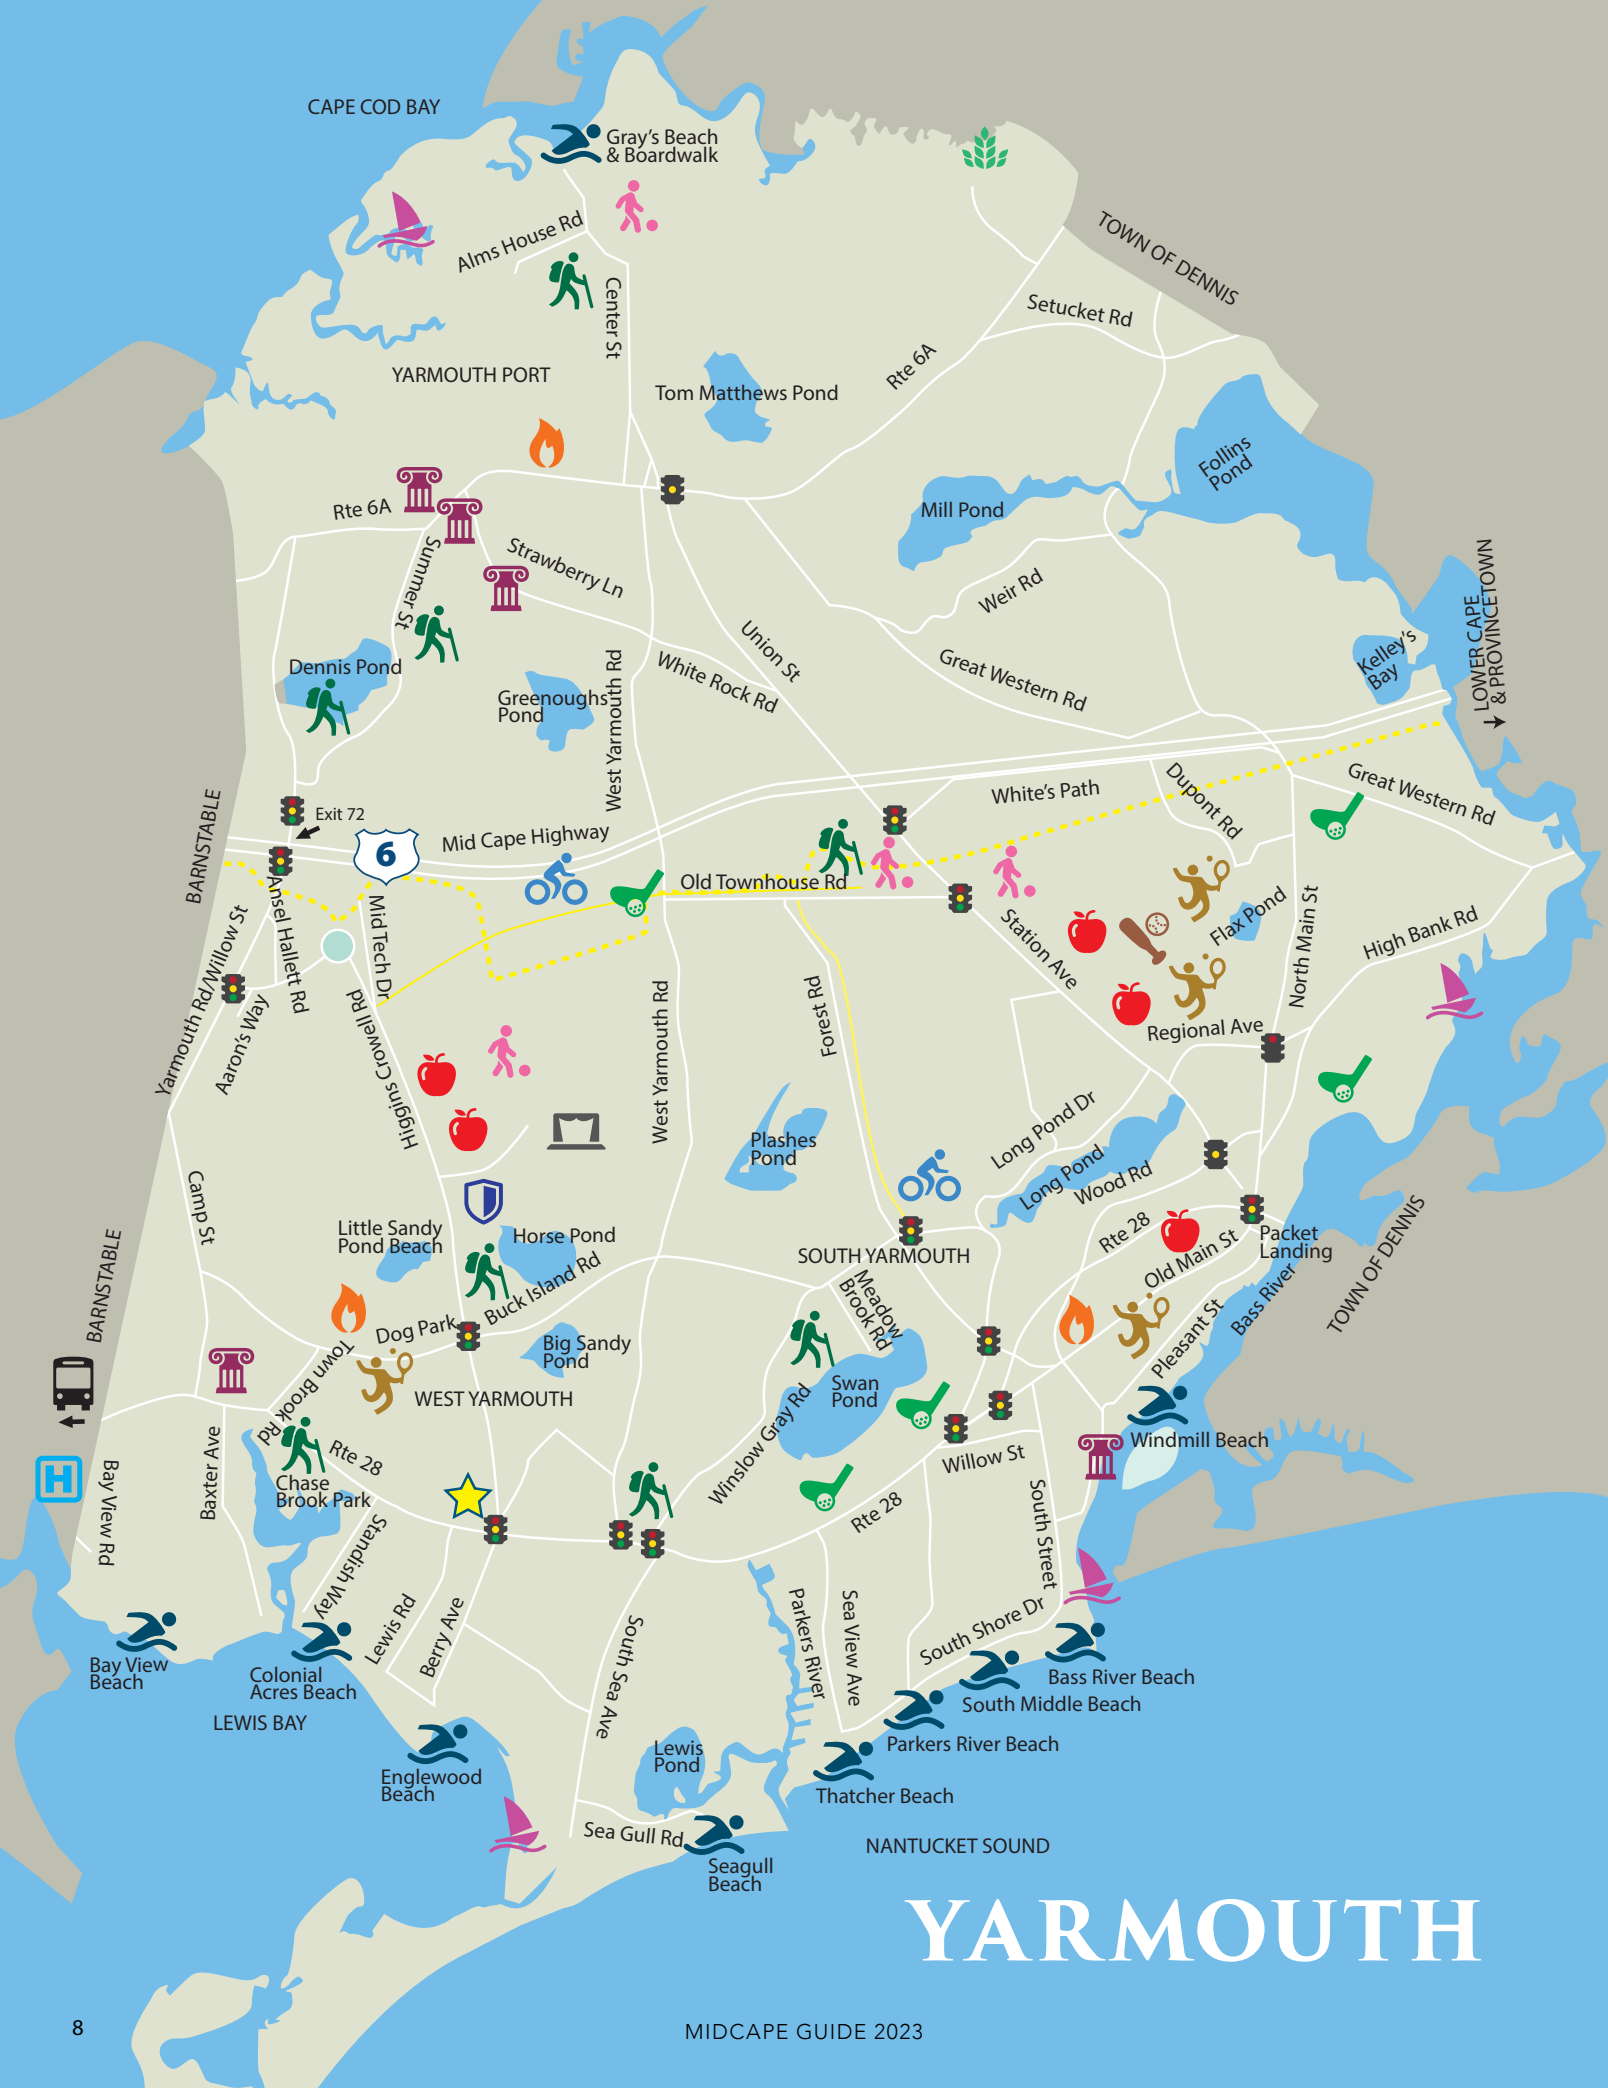 CAPE COD BAY
Gray's Beach
& Boardwalk
Alms House Rd
Center St
TOWN OF DENNIS
Setucket Rd
Rte 6A
YARMOUTH PORT
Tom Matthews Pond
Follins
Pond
Mill Pond
Rte 6A
Summer St
Strawberry Ln
Weir Rd
Union St
LOWER CAPE
& PROVINCETOWN
Kelley's
Bay
Dennis Pond
Greenoughs
Pond
West Yarmouth Rd
White Rock Rd
Great Western Rd
Exit 72
6
Mid Cape Highway
White's Path
Dupont Rd
Great Western Rd
BARNSTABLE
Old Townhouse Rd
Ansel Hallett Rd
Mid Tech Dr
Yarmouth Rd/Willow St
Aaron's Way
Higgins Crowell Rd
West Yarmouth Rd
Forest Rd
Station Ave
Flax Pond
North Main St
High Bank Rd
Regional Ave
Plashes
Pond
Long Pond Dr
Long Pond
Wood Rd
Camp St
Little Sandy
Pond Beach
Horse Pond
Buck Island Rd
SOUTH YARMOUTH
Rte 28
Old Main St
Packet
Landing
Bass River
TOWN OF DENNIS
BARNSTABLE
Dog Park
Big Sandy
Pond
Meadow
Brook Rd
Pleasant St
Town Brook Rd
WEST YARMOUTH
Swan
Pond
Winslow Gray Rd
Windmill Beach
H
Bay View Rd
Baxter Ave
Rte 28
Chase
Brook Park
Willow St
Rte 28
South Street
Standish Way
Lewis Rd
Berry Ave
South Sea Ave
Parkers River
Sea View Ave
South Shore Dr
Bay View
Beach
Colonial
Acres Beach
LEWIS BAY
Bass River Beach
South Middle Beach
Parkers River Beach
Englewood
Beach
Lewis
Pond
Thatcher Beach
Sea Gull Rd
Seagull
Beach
NANTUCKET SOUND
YARMOUTH
8
MIDCAPE GUIDE 2023